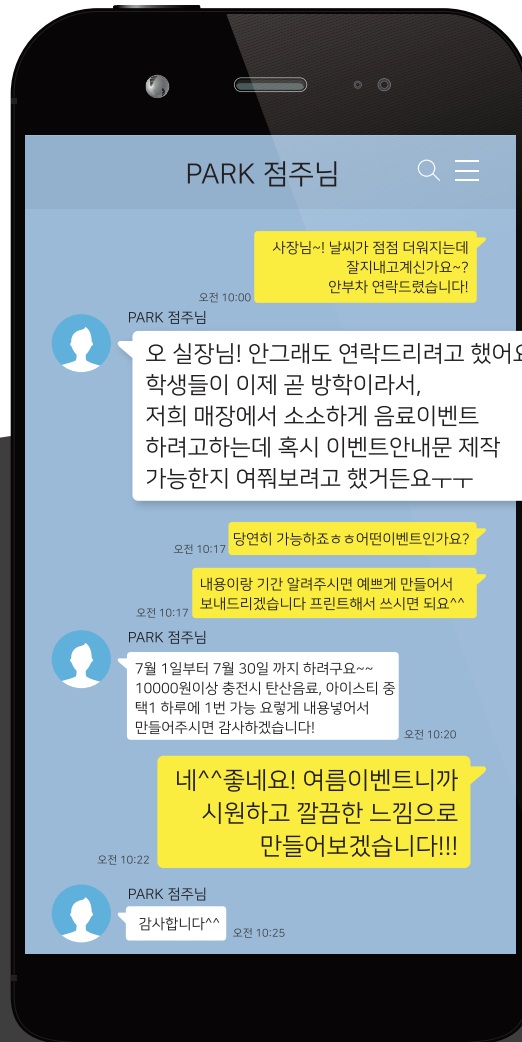 PARK 점주님
사장님~! 날씨가 점점 더워지는데
잘지내고계신가요~?
안부차 연락드렸습니다!
오전 10:00
PARK 점주님
오 실장님! 안그래도 연락드리려고 했어요
학생들이 이제 곧 방학이라서,
저희 매장에서 소소하게 음료이벤트
하려고하는데 혹시 이벤트안내문 제작
가능한지 여쭤보려고 했거든요ㅜㅜ
당연히 가능하죠ㅎㅎ어떤이벤트인가요?
오전 10:17
내용이랑 기간 알려주시면 예쁘게 만들어서
보내드리겠습니다 프린트해서 쓰시면 되요^^
오전 10:17
PARK 점주님
7월 1일부터 7월 30일 까지 하려구요~~
10000원이상 충전시 탄산음료, 아이스티 중
택1 하루에 1번 가능 요렇게 내용넣어서
만들어주시면 감사하겠습니다!
오전 10:20
네^^좋네요! 여름이벤트니까
시원하고 깔끔한 느낌으로
만들어보겠습니다!!!
오전 10:22
PARK 점주님
감사합니다^^
오전 10:25